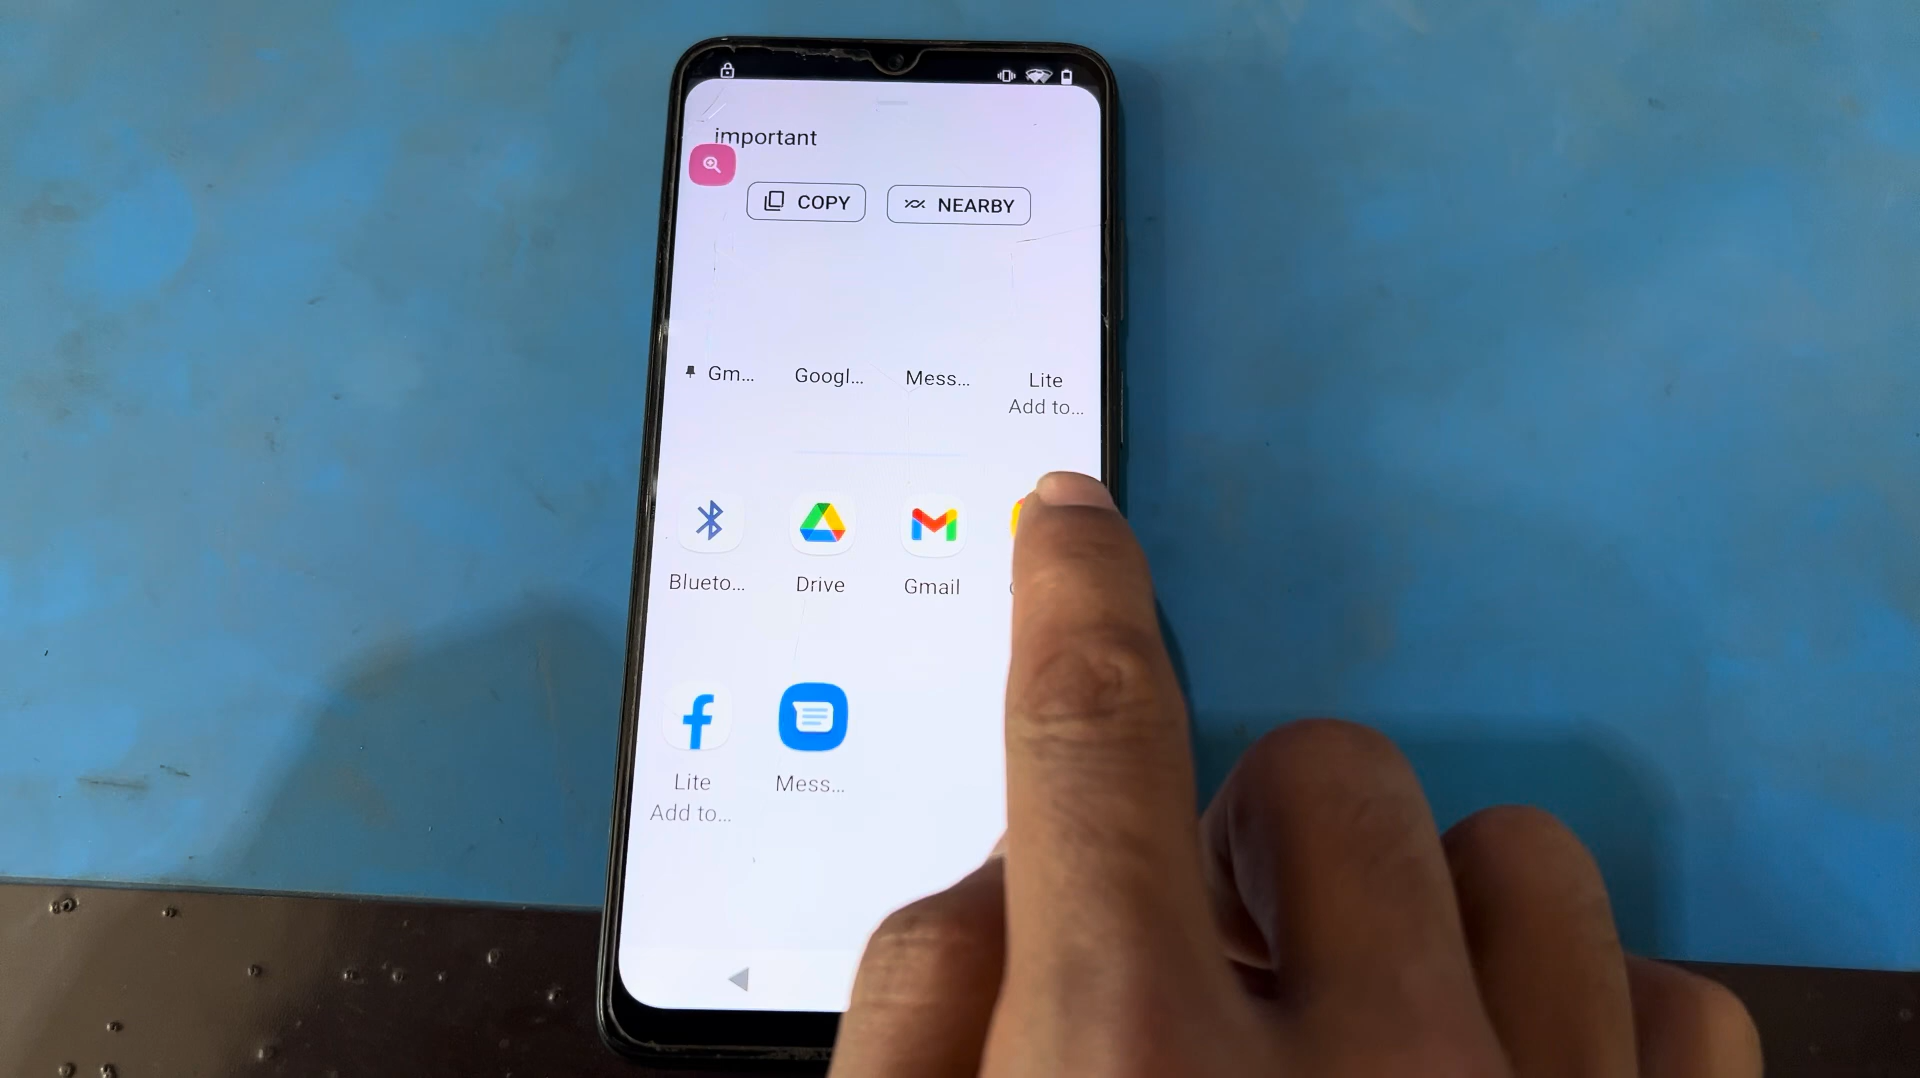 important
COPY
NEARBY
Gm...
Googl...
Mess...
Lite
Add to...
Blueto...
Drive
Gmail
Lite
Add to...
Mess...